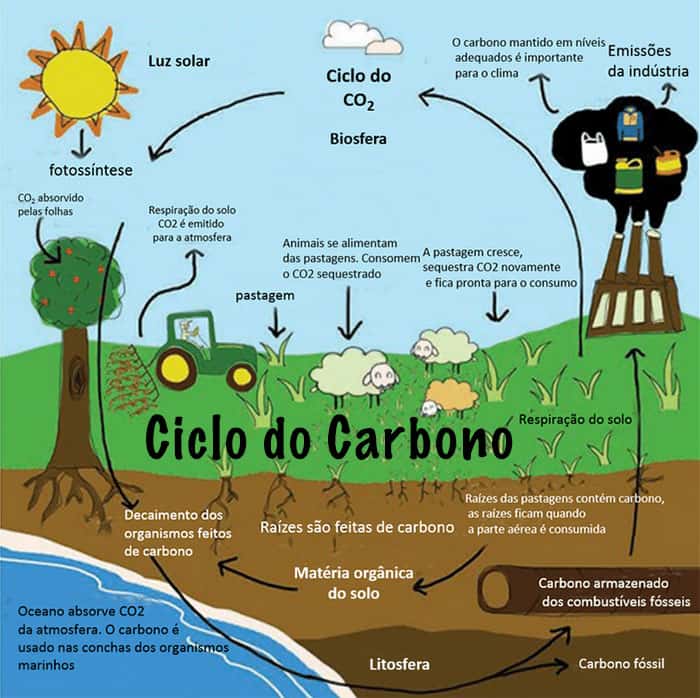 Luz solar
Ciclo do
CO₂
Biosfera
O carbono mantido em níveis
adequados é importante
para o clima
Emissões
da indústria
fotossíntese
CO₂ absorvido
pelas folhas
Respiração do solo
CO2 é emitido
para a atmosfera
Animais se alimentam
das pastagens. Consomem
o CO2 sequestrado
A pastagem cresce,
sequestra CO2 novamente
e fica pronta para o consumo
pastagem
Ciclo do Carbono
Respiração do solo
Decaimento dos
organismos feitos
de carbono
Raízes são feitas de carbono
Raízes das pastagens contém carbono,
as raízes ficam quando
a parte aérea é consumida
Matéria orgânica
do solo
Carbono armazenado
dos combustíveis fósseis
Oceano absorve CO2
da atmosfera. O carbono é
usado nas conchas dos organismos
marinhos
Litosfera
Carbono fóssil